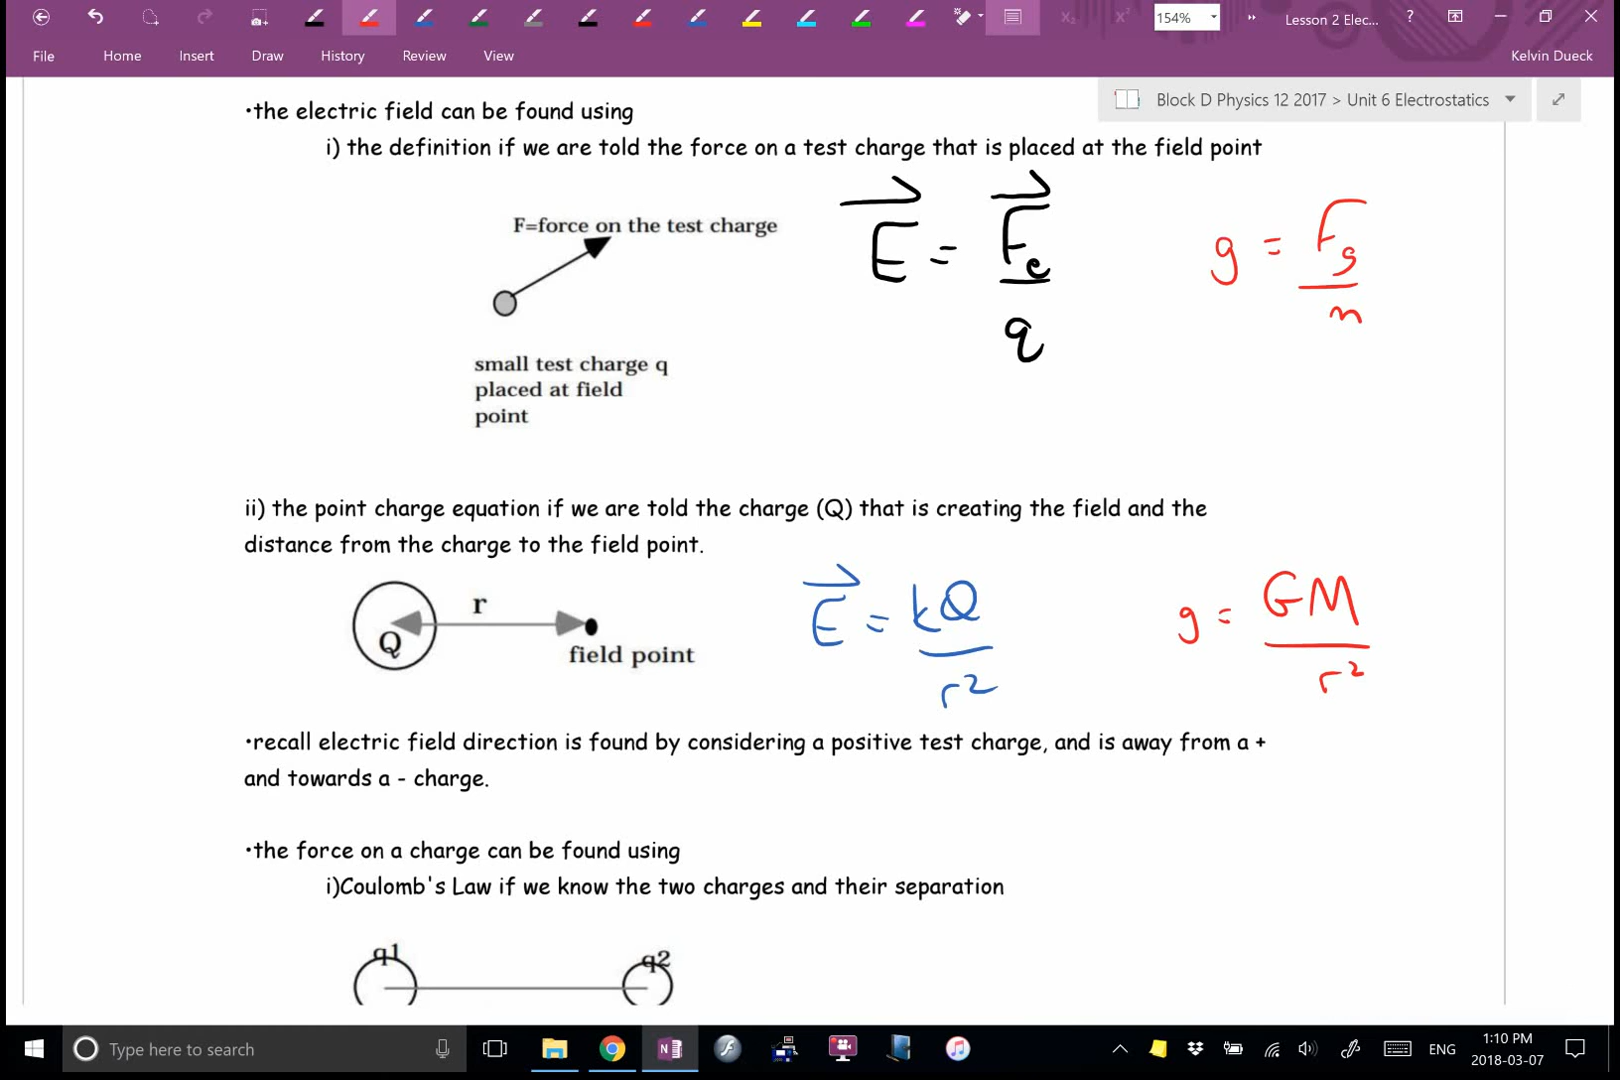 154%
Lesson 2 Elec...
?
File Home Insert Draw History Review View
Kelvin Dueck
Block D Physics 12 2017 > Unit 6 Electrostatics
•the electric field can be found using
i) the definition if we are told the force on a test charge that is placed at the field point
F=force on the test charge
E = Fe
q
g = Fg
m
small test charge q
placed at field
point
ii) the point charge equation if we are told the charge (Q) that is creating the field and the
distance from the charge to the field point.
r
Q
field point
E = kQ
r²
g = GM
r²
•recall electric field direction is found by considering a positive test charge, and is away from a +
and towards a - charge.
•the force on a charge can be found using
i)Coulomb's Law if we know the two charges and their separation
q1
q2
Type here to search
ENG
1:10 PM
2018-03-07